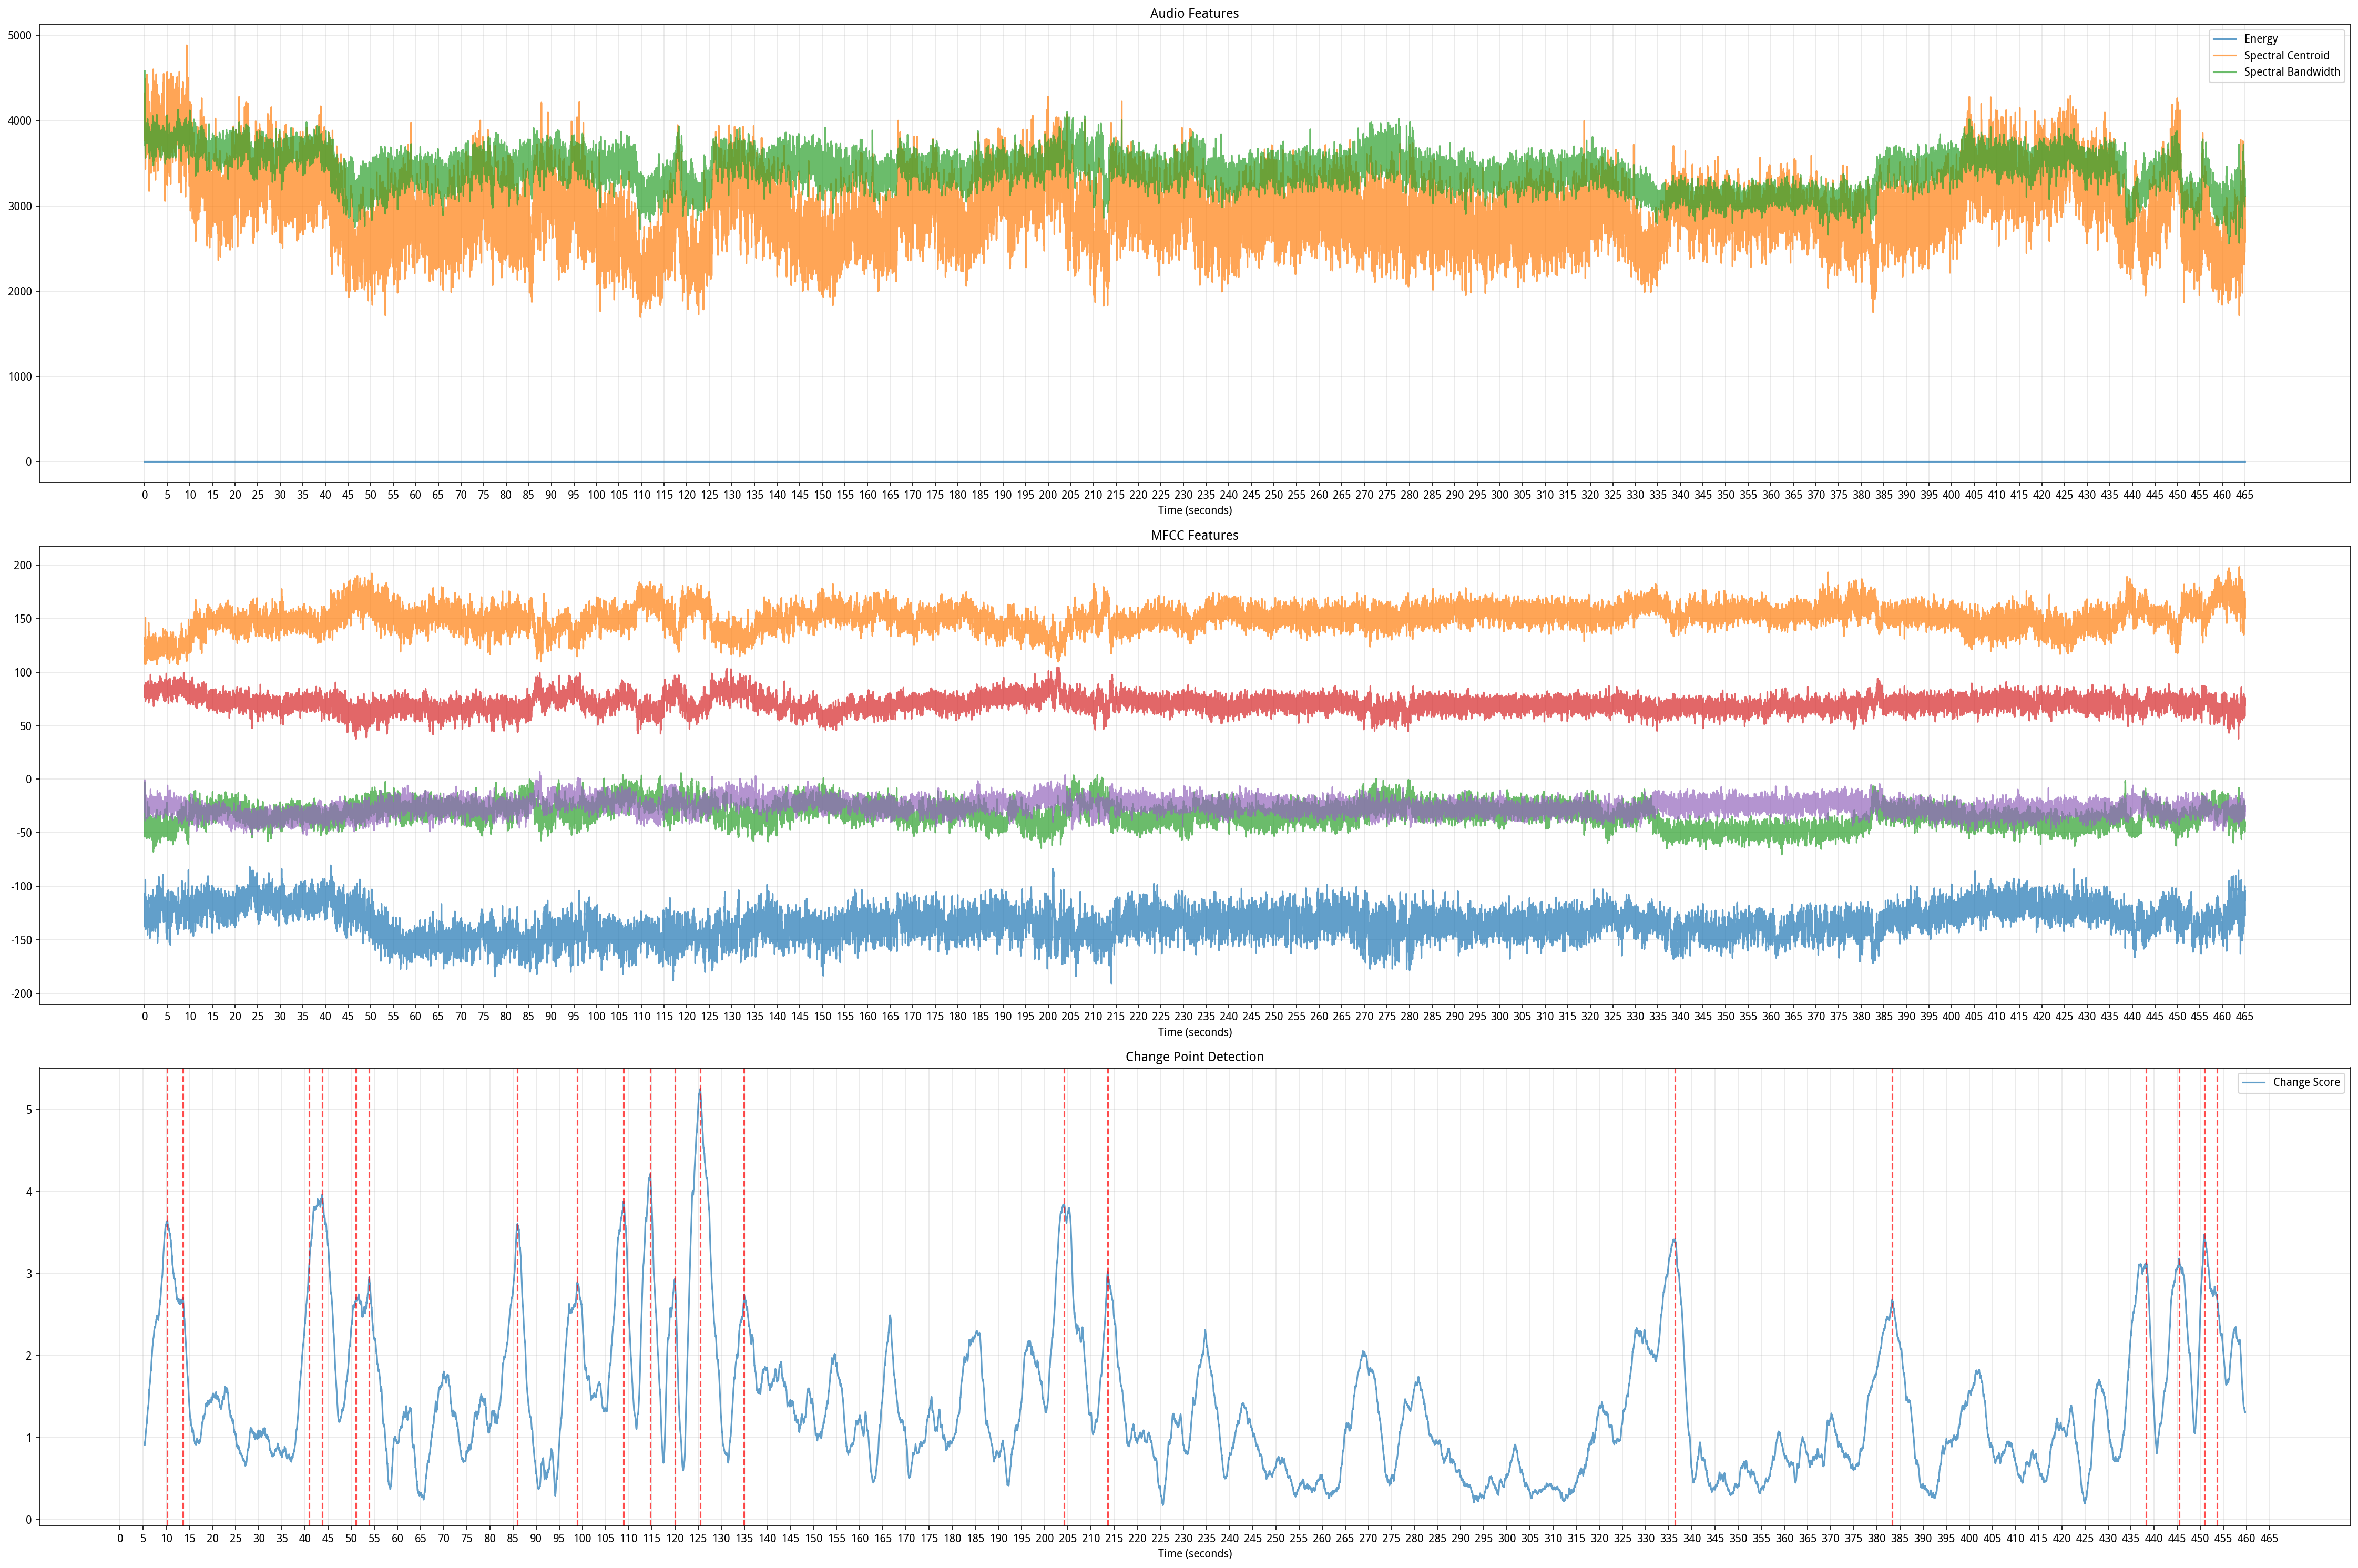 Audio Features
Energy
Spectral Centroid
Spectral Bandwidth
5000
4000
3000
2000
1000
0
0 5 10 15 20 25 30 35 40 45 50 55 60 65 70 75 80 85 90 95 100 105 110 115 120 125 130 135 140 145 150 155 160 165 170 175 180 185 190 195 200 205 210 215 220 225 230 235 240 245 250 255 260 265 270 275 280 285 290 295 300 305 310 315 320 325 330 335 340 345 350 355 360 365 370 375 380 385 390 395 400 405 410 415 420 425 430 435 440 445 450 455 460 465
Time (seconds)
MFCC Features
200
150
100
50
0
-50
-100
-150
-200
0 5 10 15 20 25 30 35 40 45 50 55 60 65 70 75 80 85 90 95 100 105 110 115 120 125 130 135 140 145 150 155 160 165 170 175 180 185 190 195 200 205 210 215 220 225 230 235 240 245 250 255 260 265 270 275 280 285 290 295 300 305 310 315 320 325 330 335 340 345 350 355 360 365 370 375 380 385 390 395 400 405 410 415 420 425 430 435 440 445 450 455 460 465
Time (seconds)
Change Point Detection
Change Score
5
4
3
2
1
0
0 5 10 15 20 25 30 35 40 45 50 55 60 65 70 75 80 85 90 95 100 105 110 115 120 125 130 135 140 145 150 155 160 165 170 175 180 185 190 195 200 205 210 215 220 225 230 235 240 245 250 255 260 265 270 275 280 285 290 295 300 305 310 315 320 325 330 335 340 345 350 355 360 365 370 375 380 385 390 395 400 405 410 415 420 425 430 435 440 445 450 455 460 465
Time (seconds)